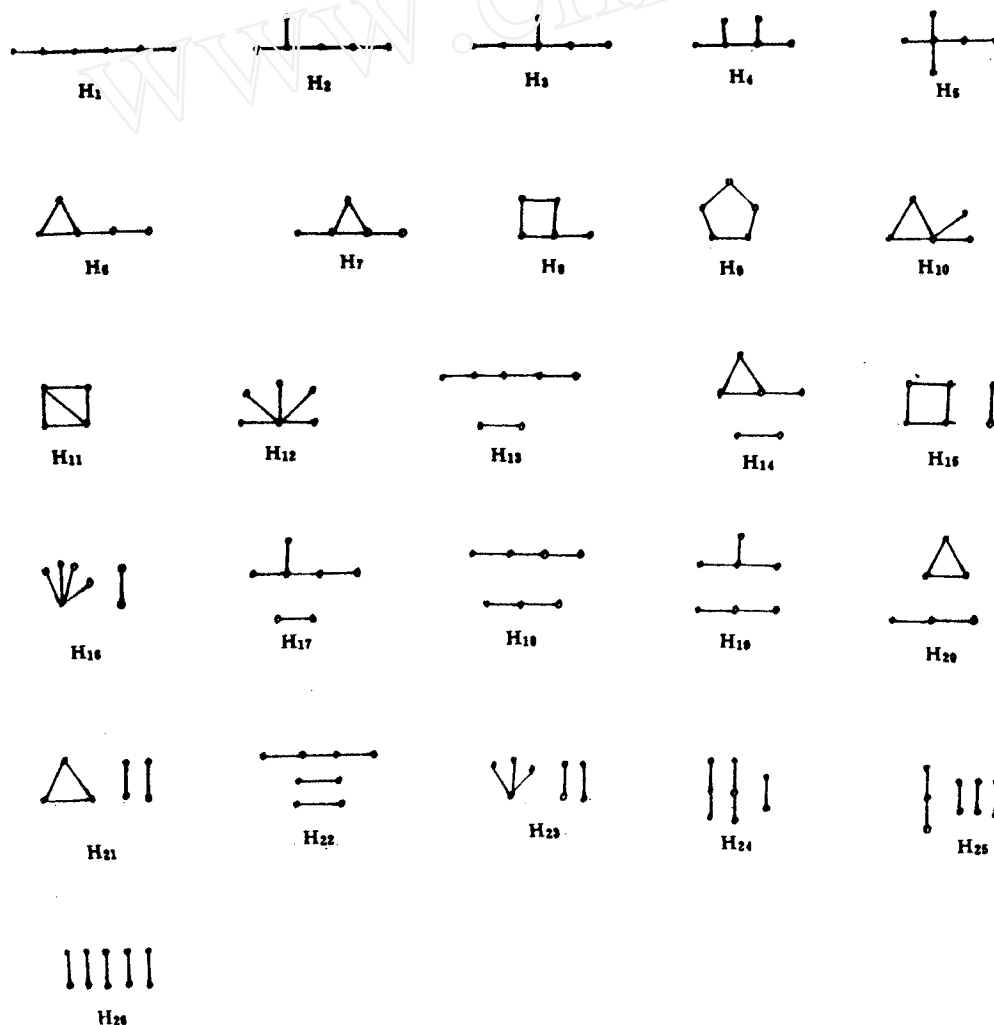 H₁ H₂ H₃ H₄ H₅
H₆ H₇ H₈ H₉ H₁₀
H₁₁ H₁₂ H₁₃ H₁₄ H₁₅
H₁₆ H₁₇ H₁₈ H₁₉ H₂₀
H₂₁ H₂₂ H₂₃ H₂₄ H₂₅
H₂₆